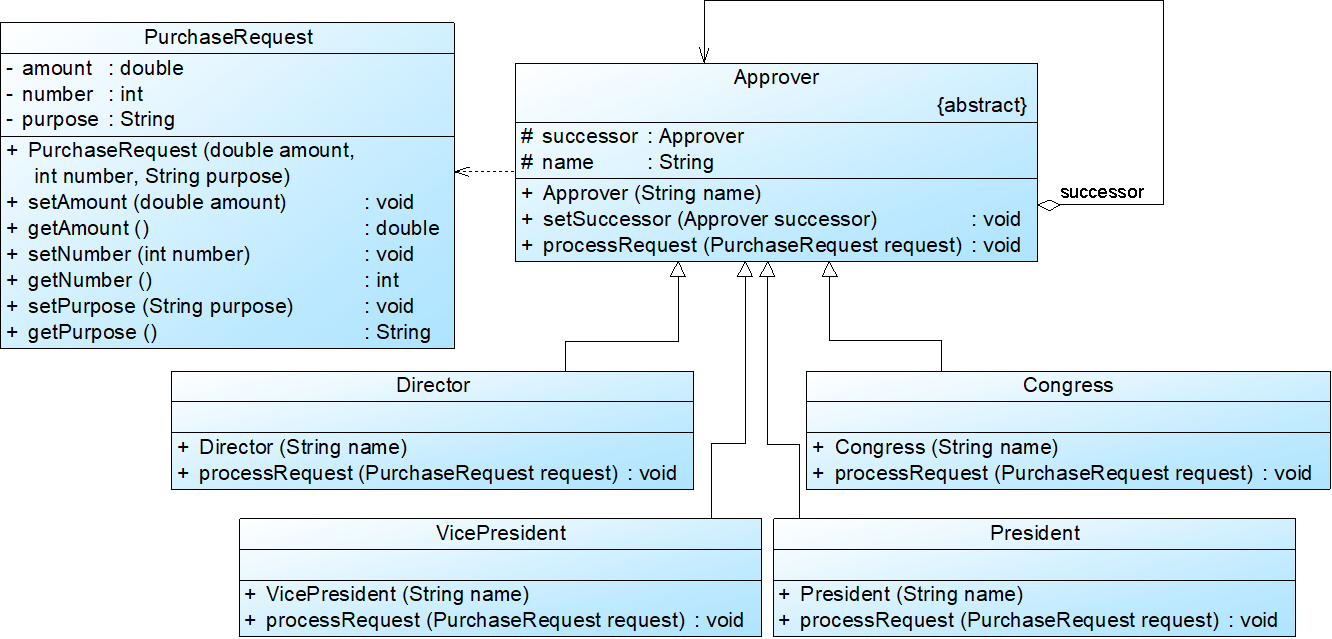 PurchaseRequest
- amount : double
- number : int
- purpose : String
+ PurchaseRequest (double amount,
int number, String purpose)
+ setAmount (double amount) : void
+ getAmount () : double
+ setNumber (int number) : void
+ getNumber () : int
+ setPurpose (String purpose) : void
+ getPurpose () : String
Approver
{abstract}
# successor : Approver
# name : String
+ Approver (String name)
+ setSuccessor (Approver successor) : void
+ processRequest (PurchaseRequest request) : void
successor
Director
+ Director (String name)
+ processRequest (PurchaseRequest request) : void
Congress
+ Congress (String name)
+ processRequest (PurchaseRequest request) : void
VicePresident
+ VicePresident (String name)
+ processRequest (PurchaseRequest request) : void
President
+ President (String name)
+ processRequest (PurchaseRequest request) : void